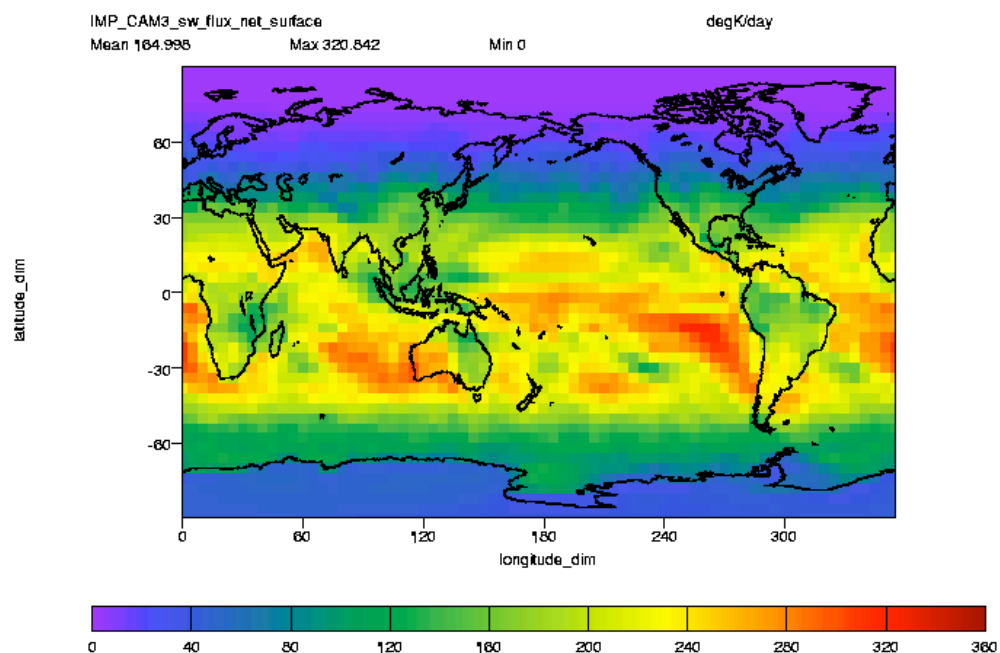 IMP_CAM3_sw_flux_net_surface degK/day
Mean 164.998 Max 320.842 Min 0
60
30
0
-30
-60
latitude_dim
0 60 120 180 240 300
longitude_dim
0 40 80 120 160 200 240 280 320 360